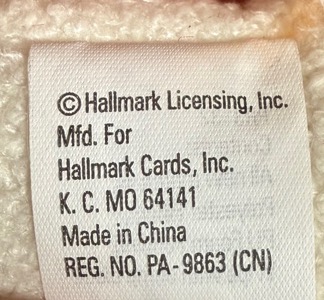 © Hallmark Licensing, Inc.
Mfd. For
Hallmark Cards, Inc.
K. C. MO 64141
Made in China
REG. NO. PA-9863 (CN)